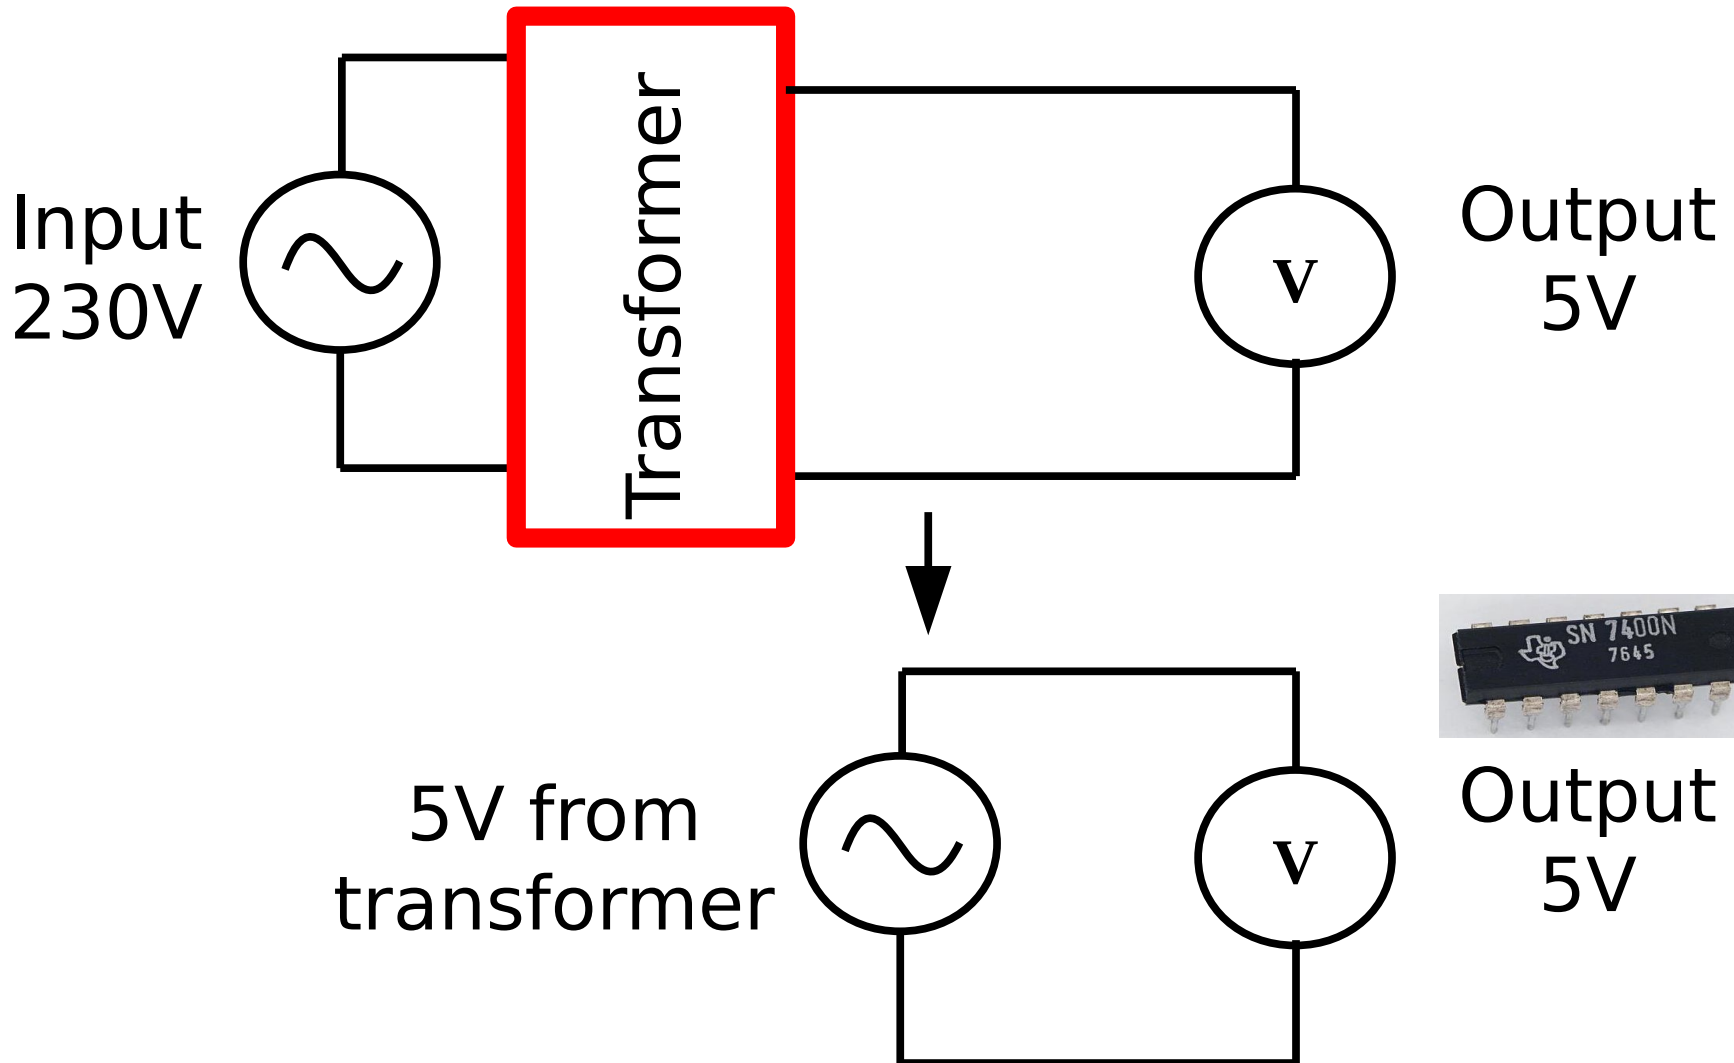 Input
230V
Transformer
V
Output
5V
SN 7400N
7645
5V from
transformer
V
Output
5V